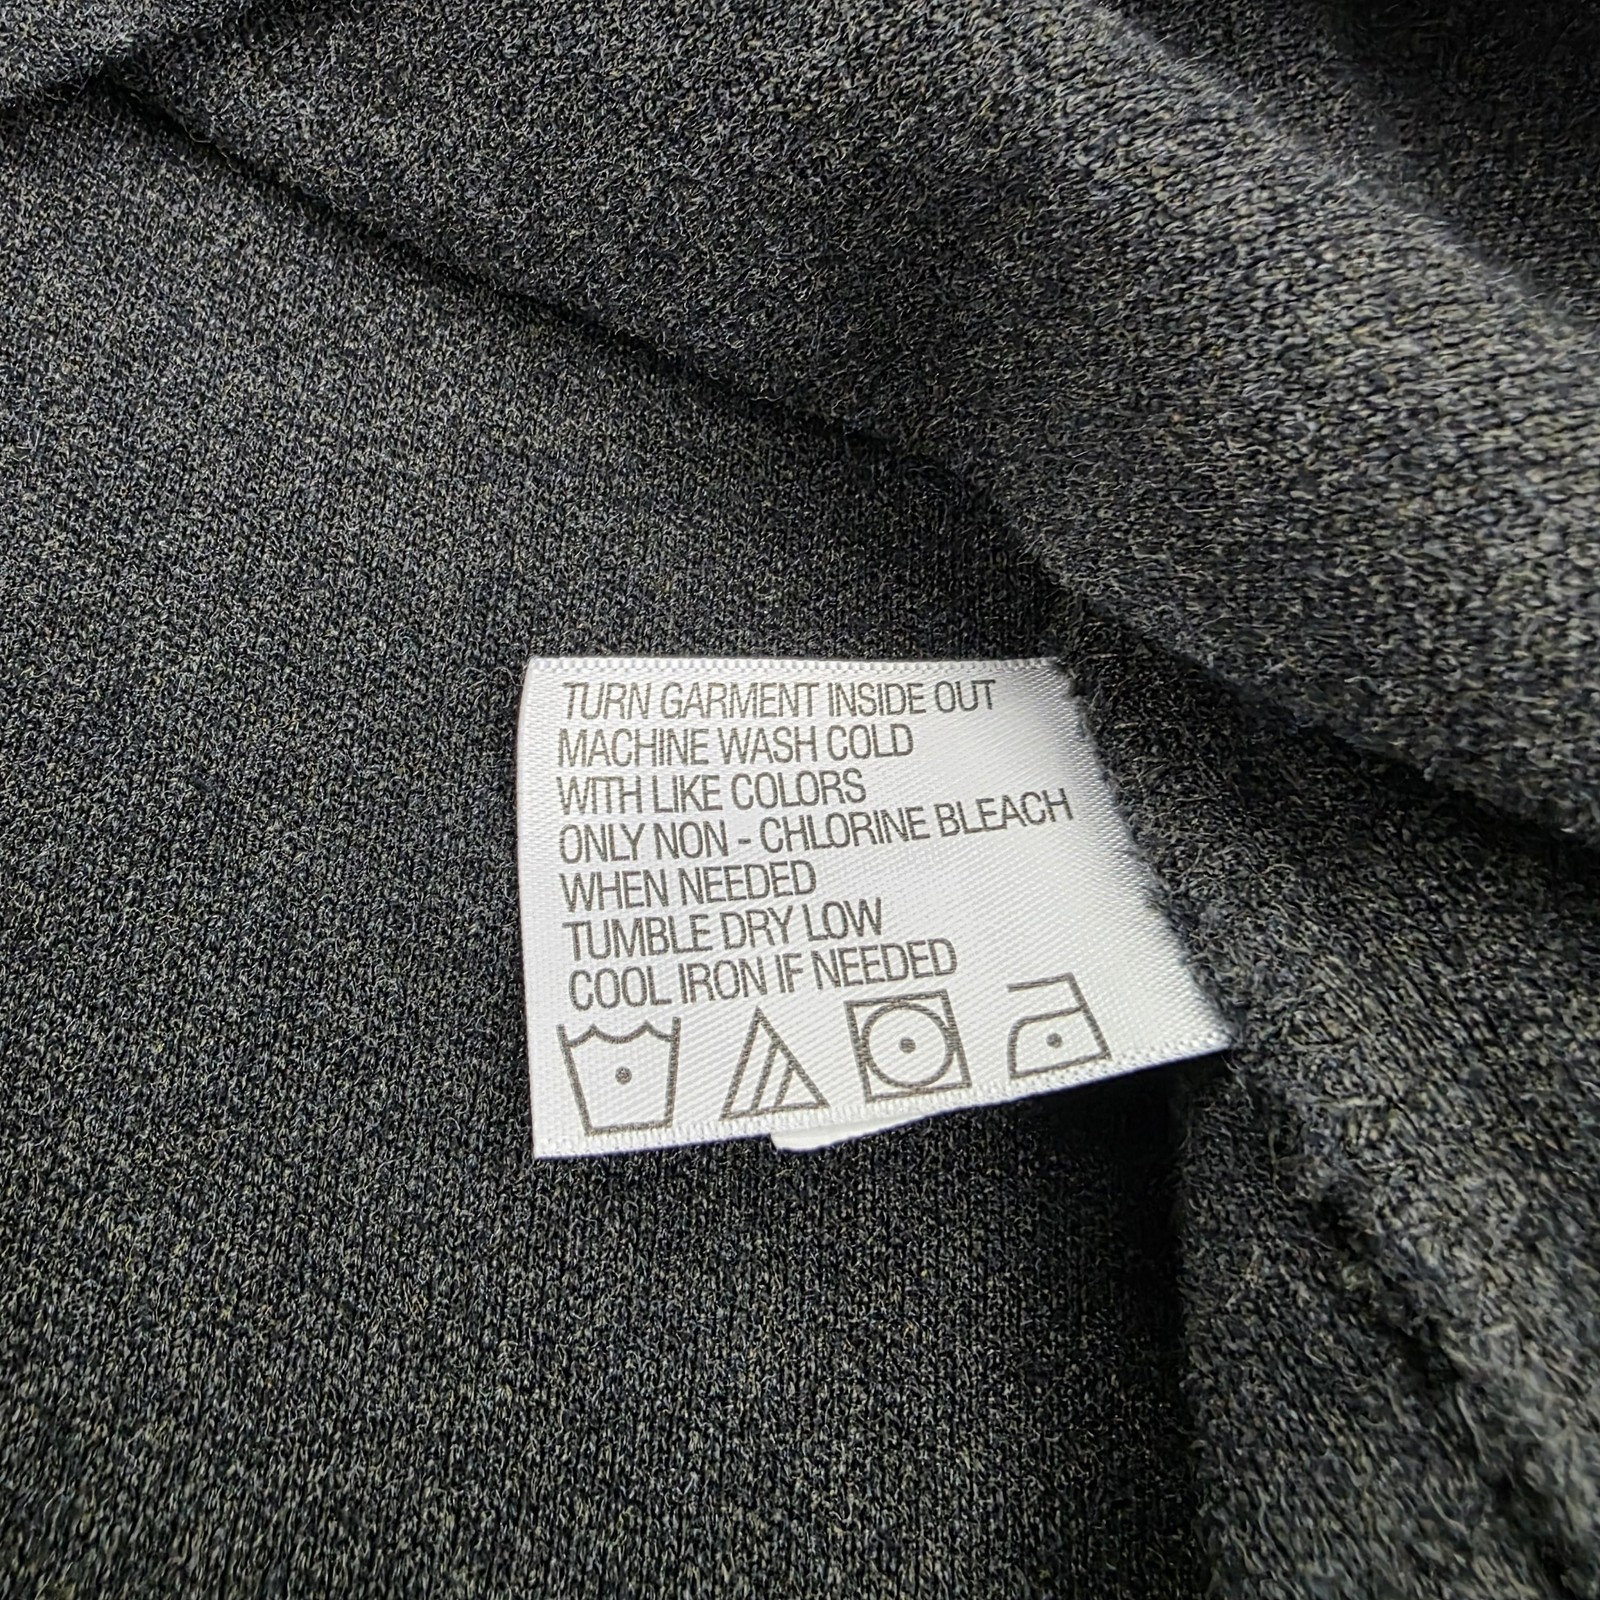 TURN GARMENT INSIDE OUT
MACHINE WASH COLD
WITH LIKE COLORS
ONLY NON - CHLORINE BLEACH
WHEN NEEDED
TUMBLE DRY LOW
COOL IRON IF NEEDED